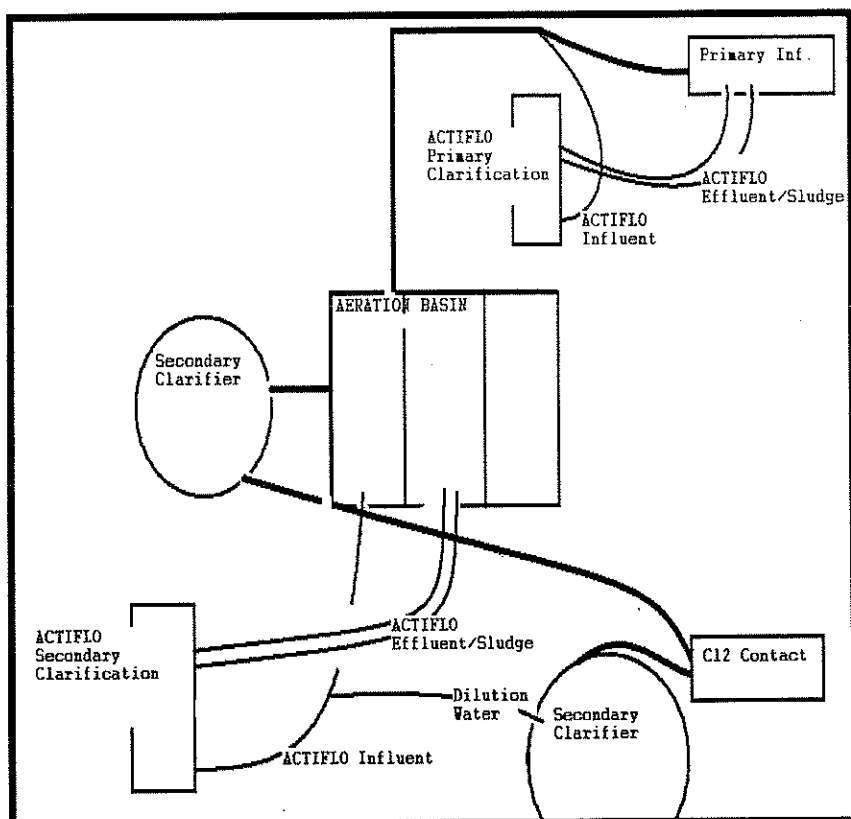 Primary Inf.
ACTIFLO
Primary
Clarification
ACTIFLO
Effluent/Sludge
ACTIFLO
Influent
AERATION BASIN
Secondary
Clarifier
ACTIFLO
Secondary
Clarification
ACTIFLO
Effluent/Sludge
Cl2 Contact
Dilution
Water
Secondary
Clarifier
ACTIFLO Influent